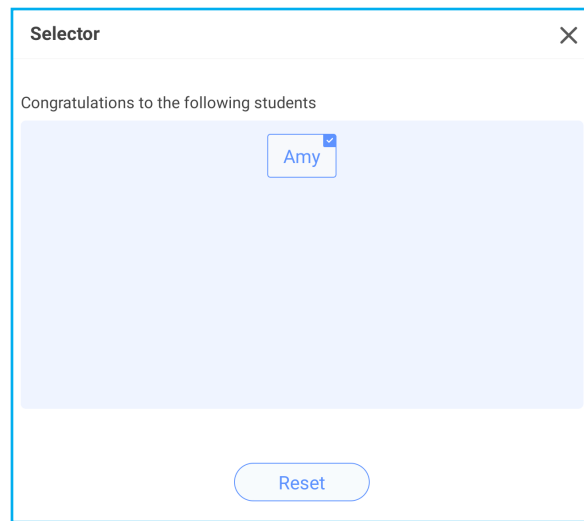 Selector
Congratulations to the following students
Amy
Reset